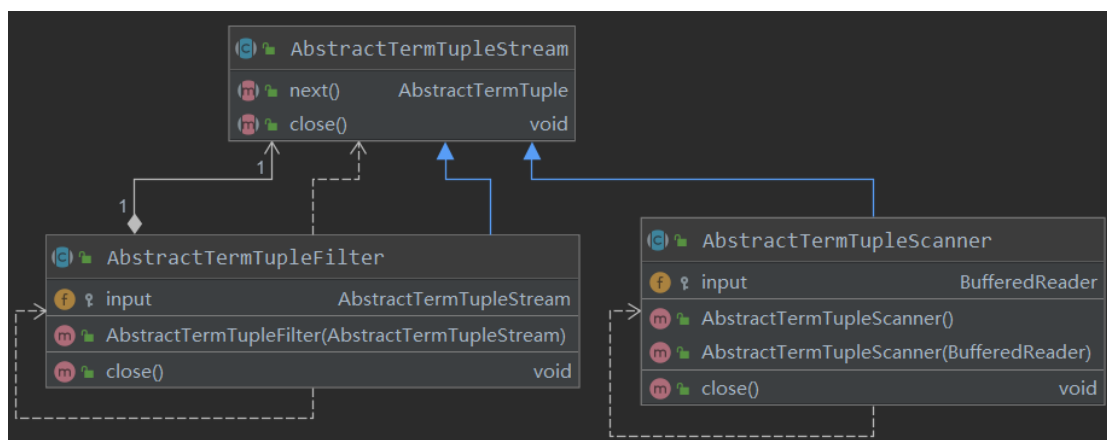 AbstractTermTupleStream
next() AbstractTermTuple
close() void
1
1
AbstractTermTupleFilter
input AbstractTermTupleStream
AbstractTermTupleFilter(AbstractTermTupleStream)
close() void
AbstractTermTupleScanner
input BufferedReader
AbstractTermTupleScanner()
AbstractTermTupleScanner(BufferedReader)
close() void